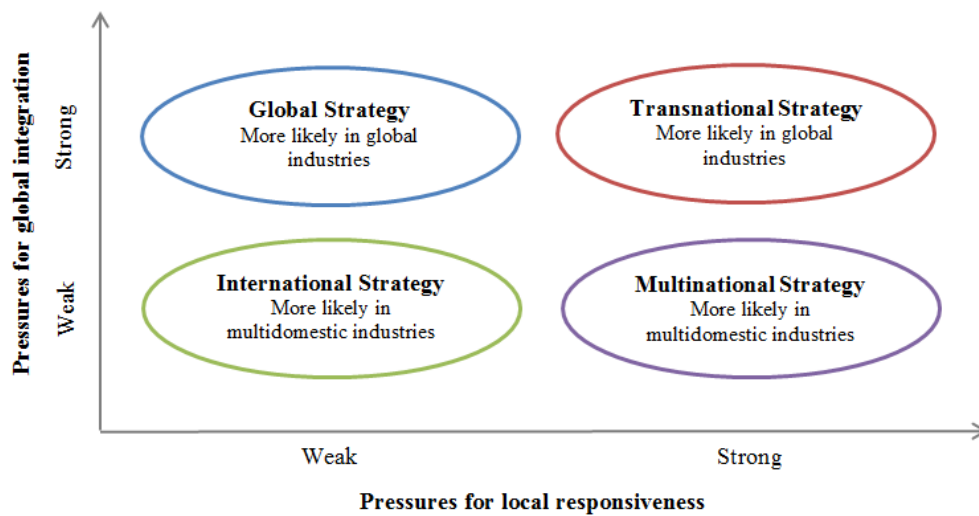 Pressures for global integration
Strong
Weak
Global Strategy
More likely in global
industries
Transnational Strategy
More likely in global
industries
International Strategy
More likely in
multidomestic industries
Multinational Strategy
More likely in
multidomestic industries
Weak
Strong
Pressures for local responsiveness